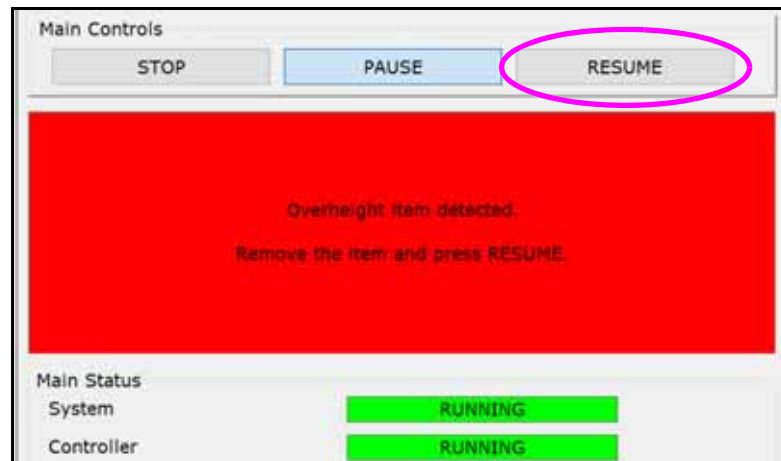 Main Controls
STOP PAUSE RESUME
Overheight item detected.
Remove the item and press RESUME.
Main Status
System RUNNING
Controller RUNNING